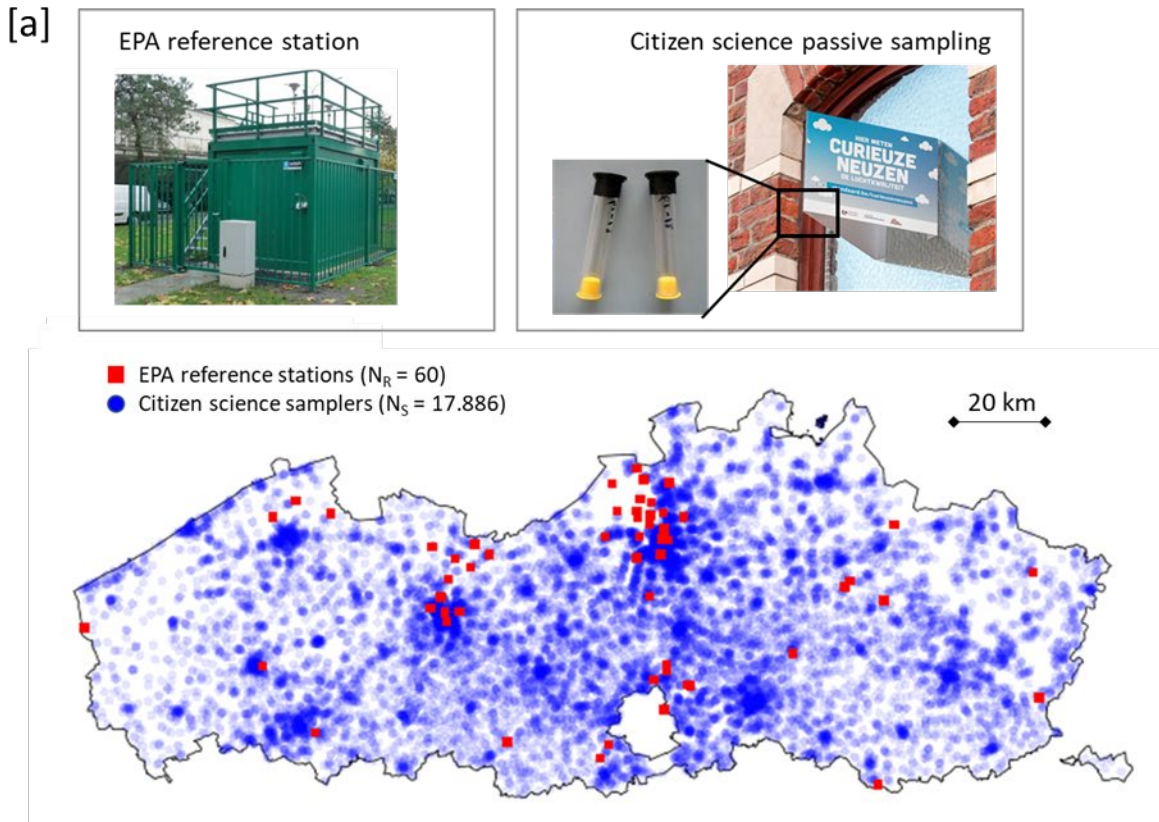 [a]
EPA reference station
Citizen science passive sampling
HIER METEN
CURIEUZE
NEUZEN
DE LUCHTKWALITEIT
EPA reference stations (N_R = 60)
Citizen science samplers (N_S = 17.886)
20 km